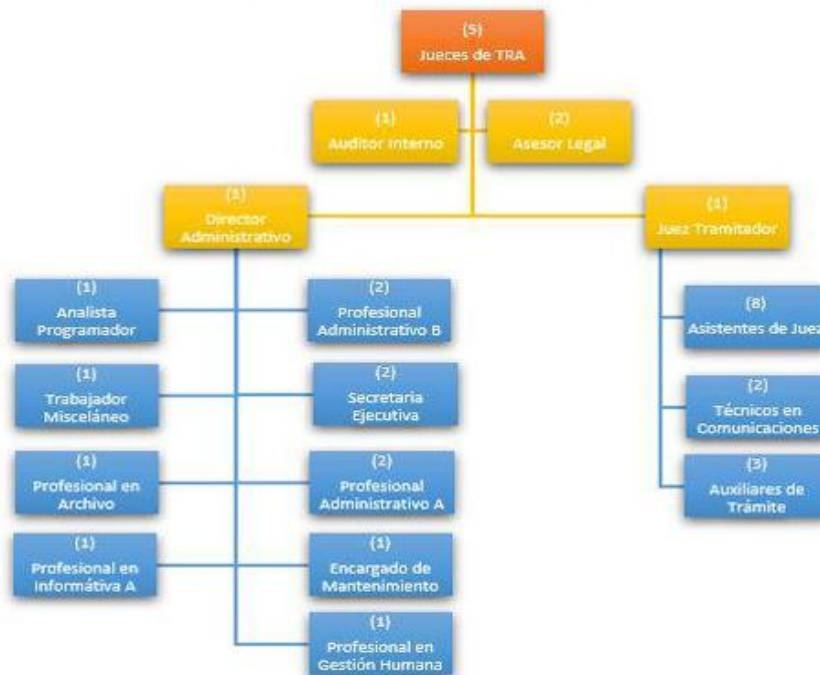 (5)
Jueces de TRA
(1)
Auditor Interno
(2)
Asesor Legal
Director
Administrativo
(1)
Juez Tramitador
(1)
Analista
Programador
(2)
Profesional
Administrativo B
(8)
Asistentes de Juez
(1)
Trabajador
Misceláneo
(2)
Secretaria
Ejecutiva
(2)
Técnicos en
Comunicaciones
(1)
Profesional en
Archivo
(2)
Profesional
Administrativo A
(3)
Auxiliares de
Trámite
(1)
Profesional en
Informátiva A
(1)
Encargado de
Mantenimiento
(1)
Profesional en
Gestión Humana